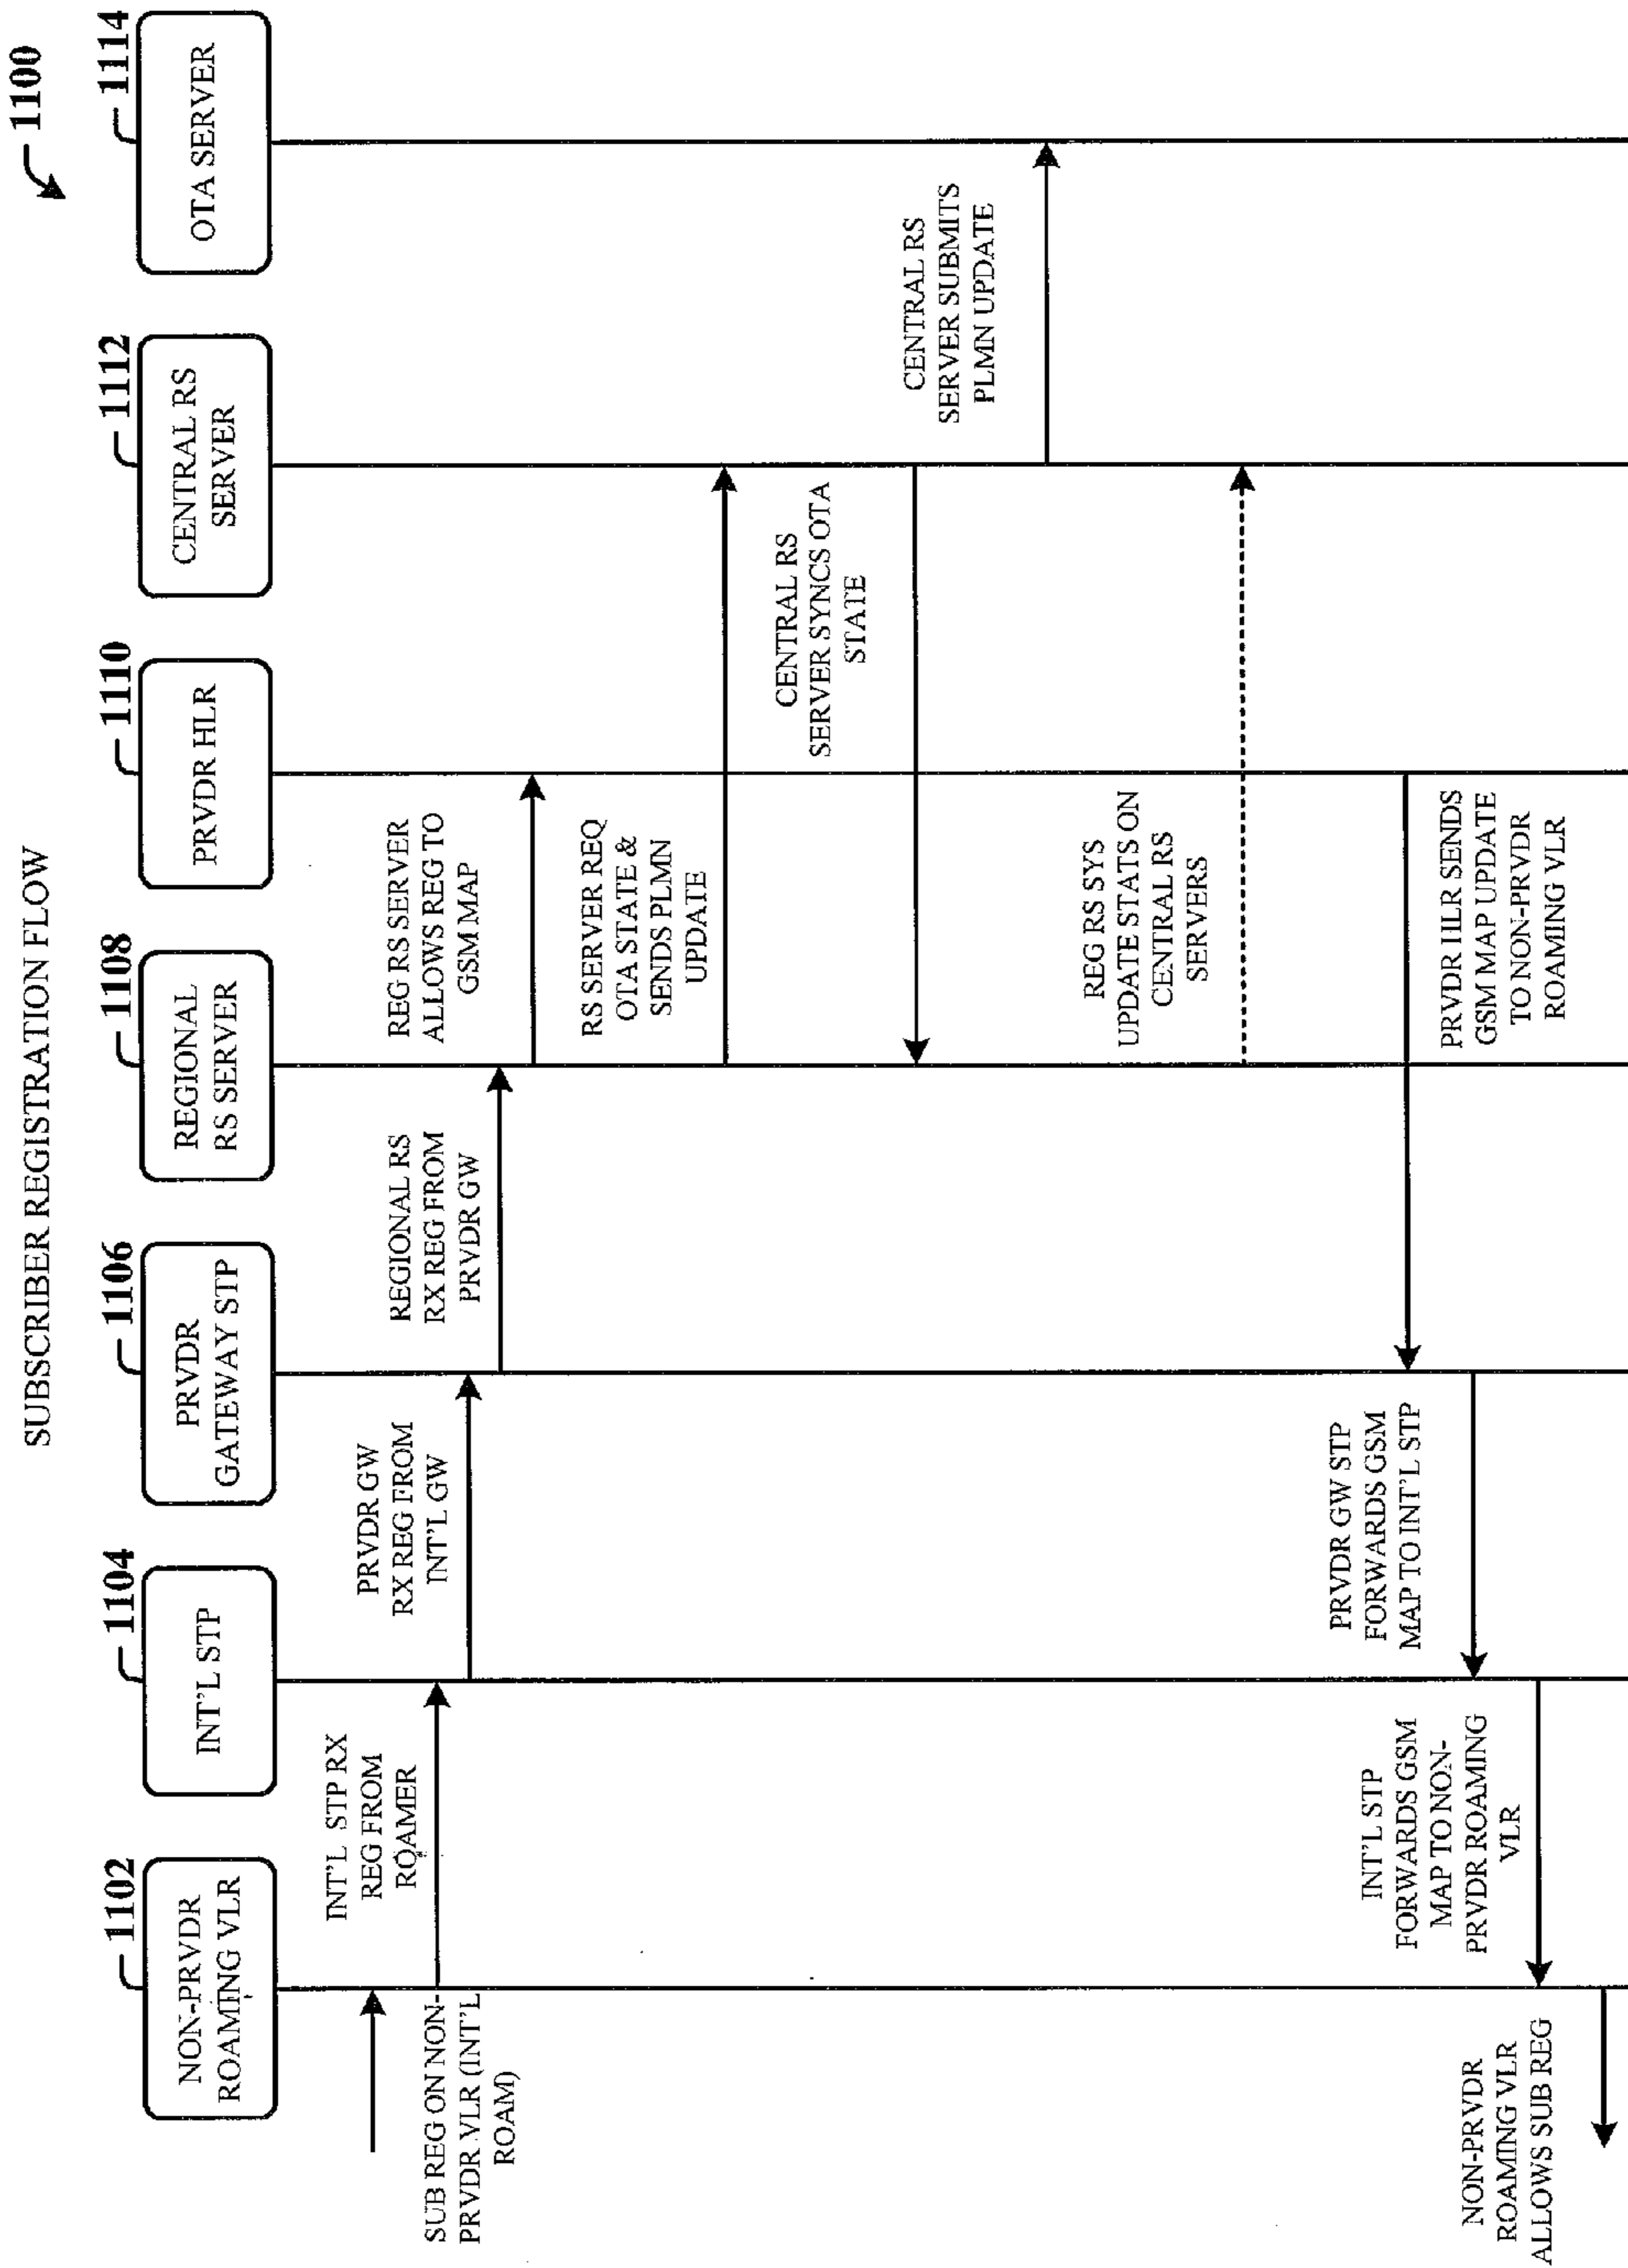 SUBSCRIBER REGISTRATION FLOW
1100
1102
NON-PRVDR
ROAMING VLR
1104
INT'L STP
1106
PRVDR
GATEWAY STP
1108
REGIONAL
RS SERVER
1110
PRVDR HLR
1112
CENTRAL RS
SERVER
1114
OTA SERVER
SUB REG ON NON-
PRVDR VLR (INT'L
ROAM)
INT'L STP RX
REG FROM
ROAMER
PRVDR GW
RX REG FROM
INT'L GW
REGIONAL RS
RX REG FROM
PRVDR GW
REG RS SERVER
ALLOWS REG TO
GSM MAP
RS SERVER REQ
OTA STATE &
SENDS PLMN
UPDATE
CENTRAL RS
SERVER SYNCS OTA
STATE
CENTRAL RS
SERVER SUBMITS
PLMN UPDATE
REG RS SYS
UPDATE STATS ON
CENTRAL RS
SERVERS
PRVDR HLR SENDS
GSM MAP UPDATE
TO NON-PRVDR
ROAMING VLR
PRVDR GW STP
FORWARDS GSM
MAP TO INT'L STP
INT'L STP
FORWARDS GSM
MAP TO NON-
PRVDR ROAMING
VLR
NON-PRVDR
ROAMING VLR
ALLOWS SUB REG